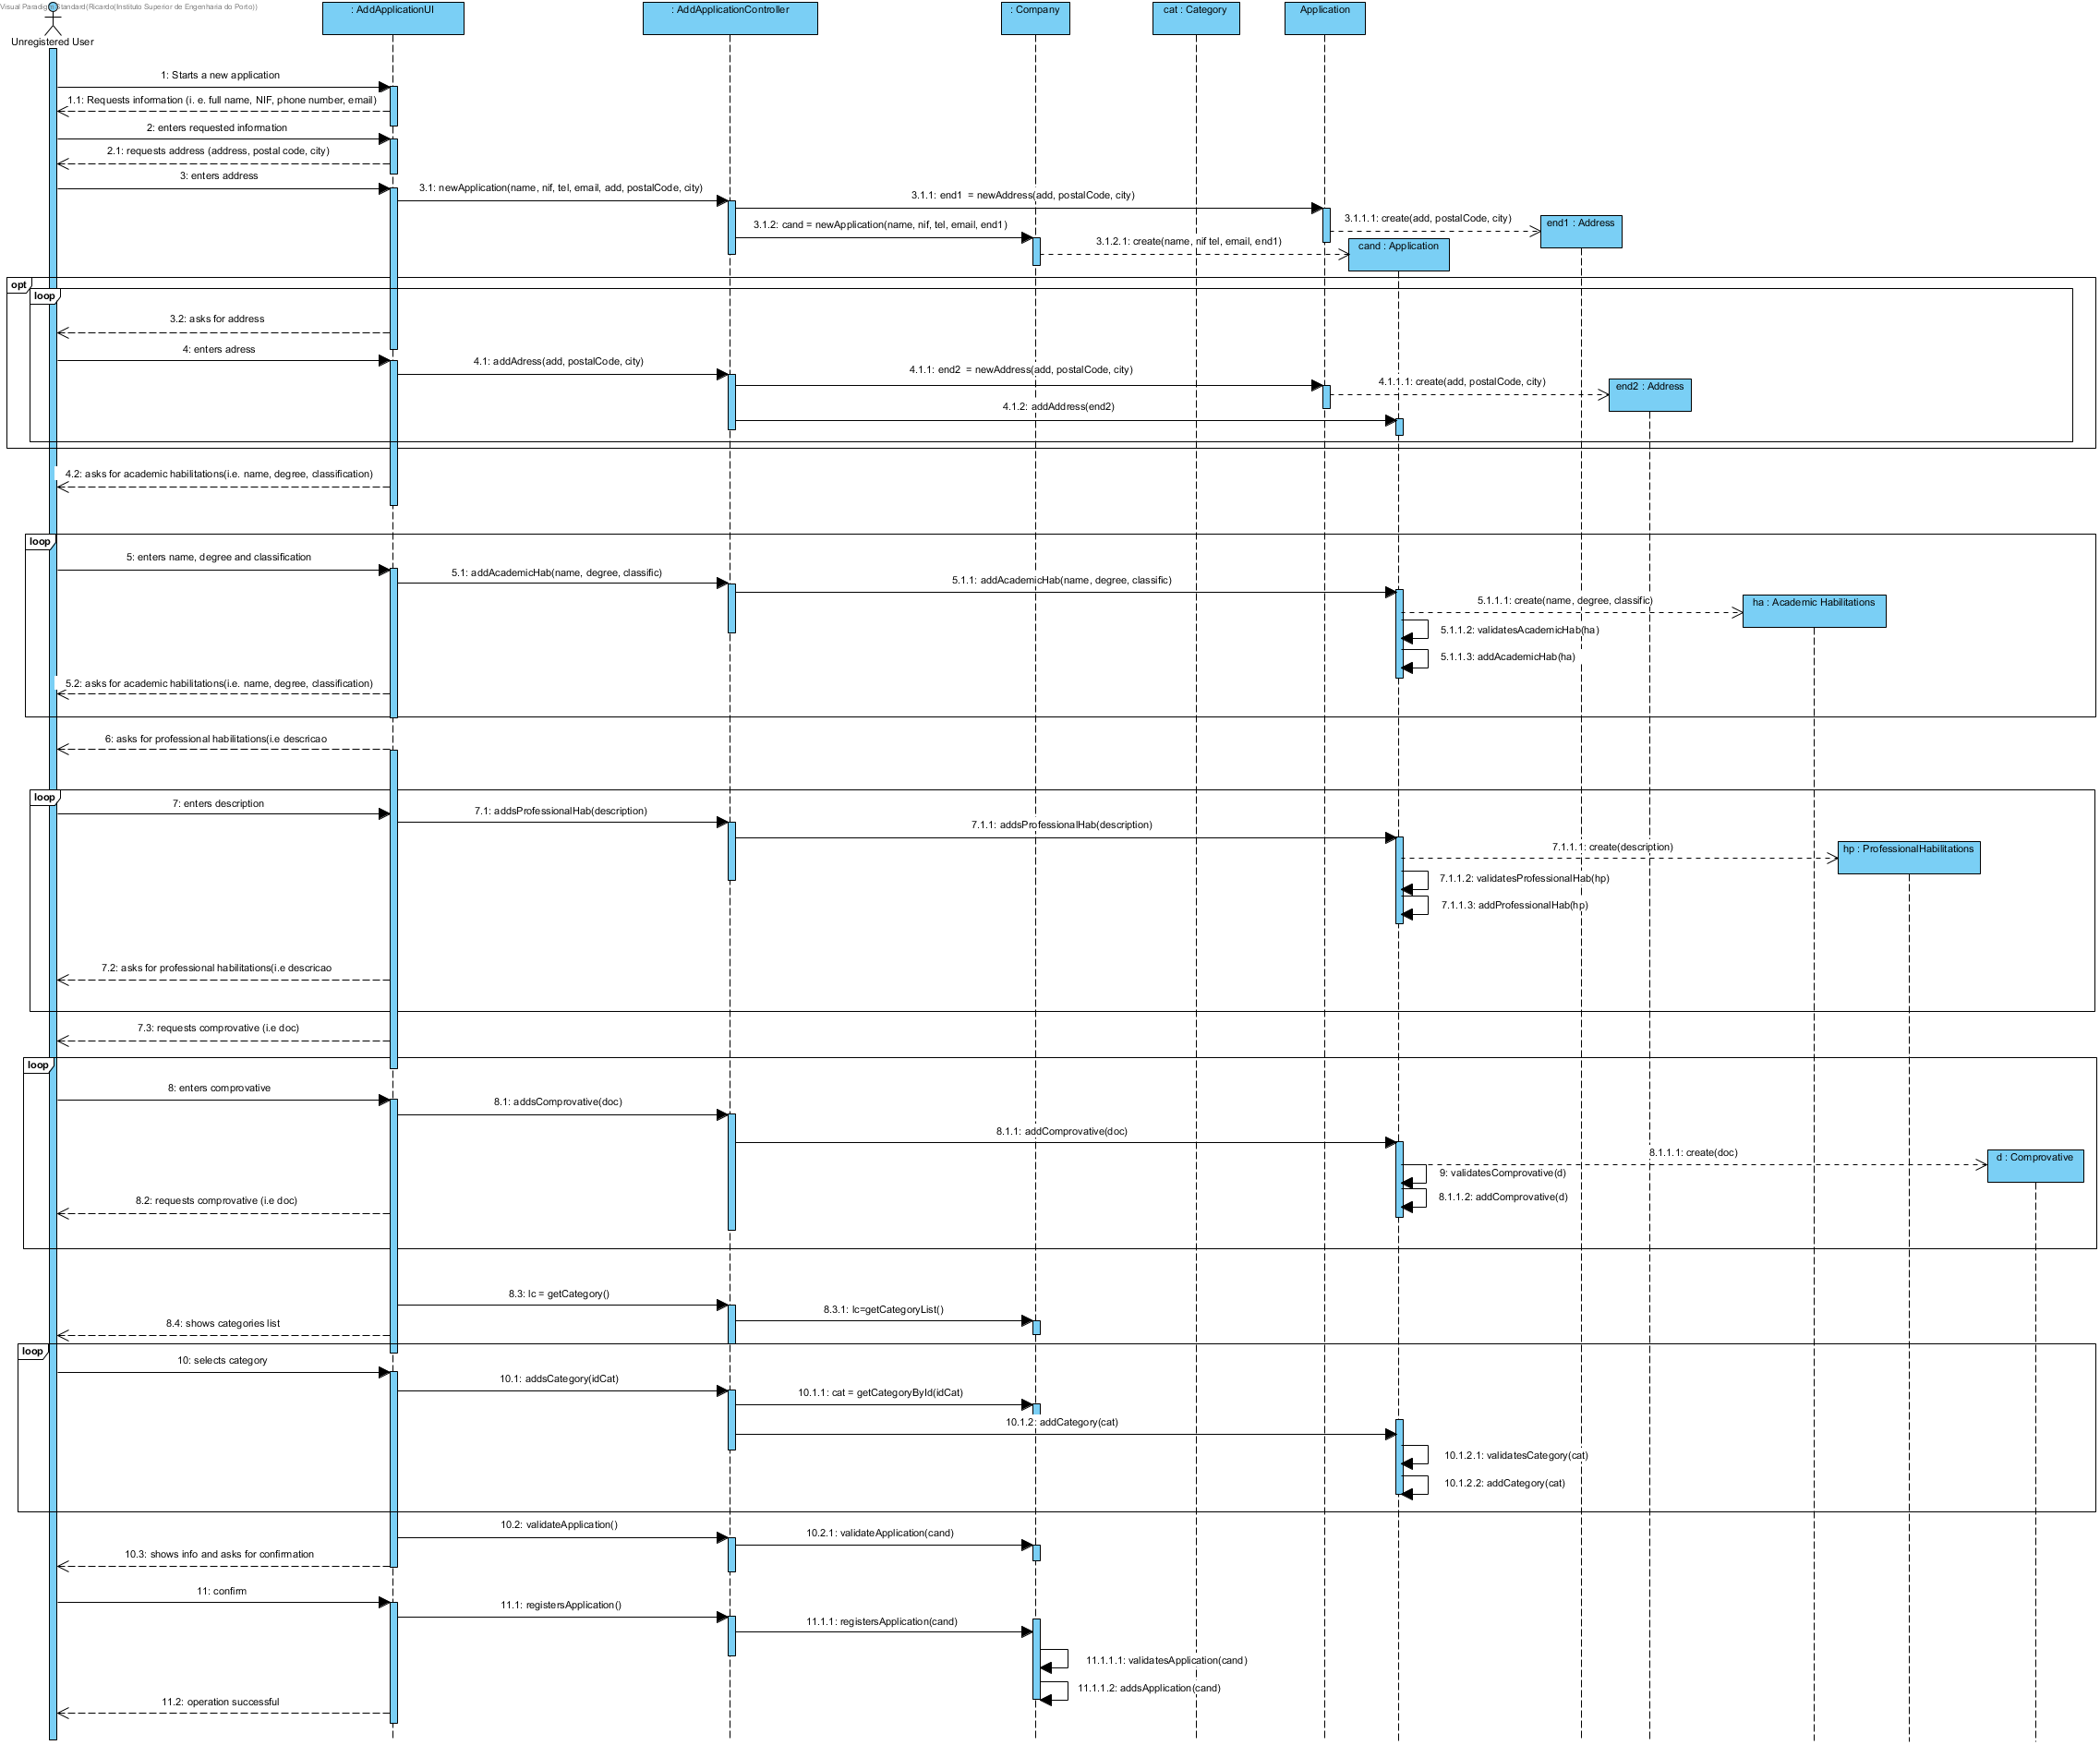 Visual Paradigm Standard(Ricardo(Instituto Superior de Engenharia do Porto))
Unregistered User
: AddApplicationUI
: AddApplicationController
: Company
cat : Category
Application
1: Starts a new application
1.1: Requests information (i. e. full name, NIF, phone number, email)
2: enters requested information
2.1: requests address (address, postal code, city)
3: enters address
3.1: newApplication(name, nif, tel, email, add, postalCode, city)
3.1.1: end1 = newAddress(add, postalCode, city)
3.1.1.1: create(add, postalCode, city)
end1 : Address
3.1.2: cand = newApplication(name, nif, tel, email, end1)
3.1.2.1: create(name, nif tel, email, end1)
cand : Application
opt
loop
3.2: asks for address
4: enters adress
4.1: addAdress(add, postalCode, city)
4.1.1: end2 = newAddress(add, postalCode, city)
4.1.1.1: create(add, postalCode, city)
end2 : Address
4.1.2: addAddress(end2)
4.2: asks for academic habilitations(i.e. name, degree, classification)
loop
5: enters name, degree and classification
5.1: addAcademicHab(name, degree, classific)
5.1.1: addAcademicHab(name, degree, classific)
5.1.1.1: create(name, degree, classific)
ha : Academic Habilitations
5.1.1.2: validatesAcademicHab(ha)
5.1.1.3: addAcademicHab(ha)
5.2: asks for academic habilitations(i.e. name, degree, classification)
6: asks for professional habilitations(i.e descricao
loop
7: enters description
7.1: addsProfessionalHab(description)
7.1.1: addsProfessionalHab(description)
7.1.1.1: create(description)
hp : ProfessionalHabilitations
7.1.1.2: validatesProfessionalHab(hp)
7.1.1.3: addProfessionalHab(hp)
7.2: asks for professional habilitations(i.e descricao
7.3: requests comprovative (i.e doc)
loop
8: enters comprovative
8.1: addsComprovative(doc)
8.1.1: addComprovative(doc)
8.1.1.1: create(doc)
d : Comprovative
9: validatesComprovative(d)
8.1.1.2: addComprovative(d)
8.2: requests comprovative (i.e doc)
8.3: lc = getCategory()
8.3.1: lc=getCategoryList()
8.4: shows categories list
loop
10: selects category
10.1: addsCategory(idCat)
10.1.1: cat = getCategoryById(idCat)
10.1.2: addCategory(cat)
10.1.2.1: validatesCategory(cat)
10.1.2.2: addCategory(cat)
10.2: validateApplication()
10.2.1: validateApplication(cand)
10.3: shows info and asks for confirmation
11: confirm
11.1: registersApplication()
11.1.1: registersApplication(cand)
11.1.1.1: validatesApplication(cand)
11.1.1.2: addsApplication(cand)
11.2: operation successful